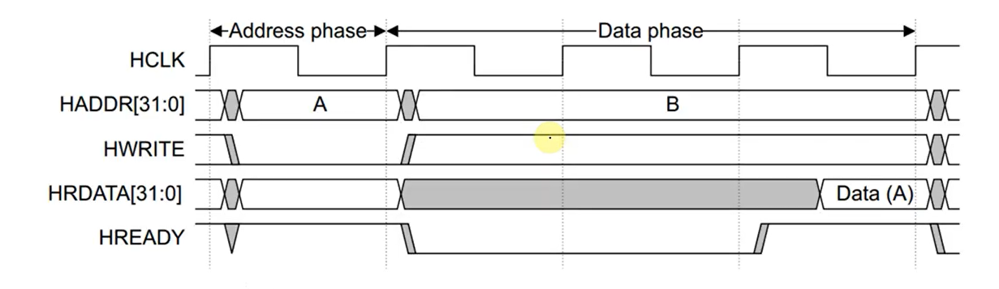 Address phase Data phase
HCLK
HADDR[31:0] A B
HWRITE
HRDATA[31:0] Data (A)
HREADY